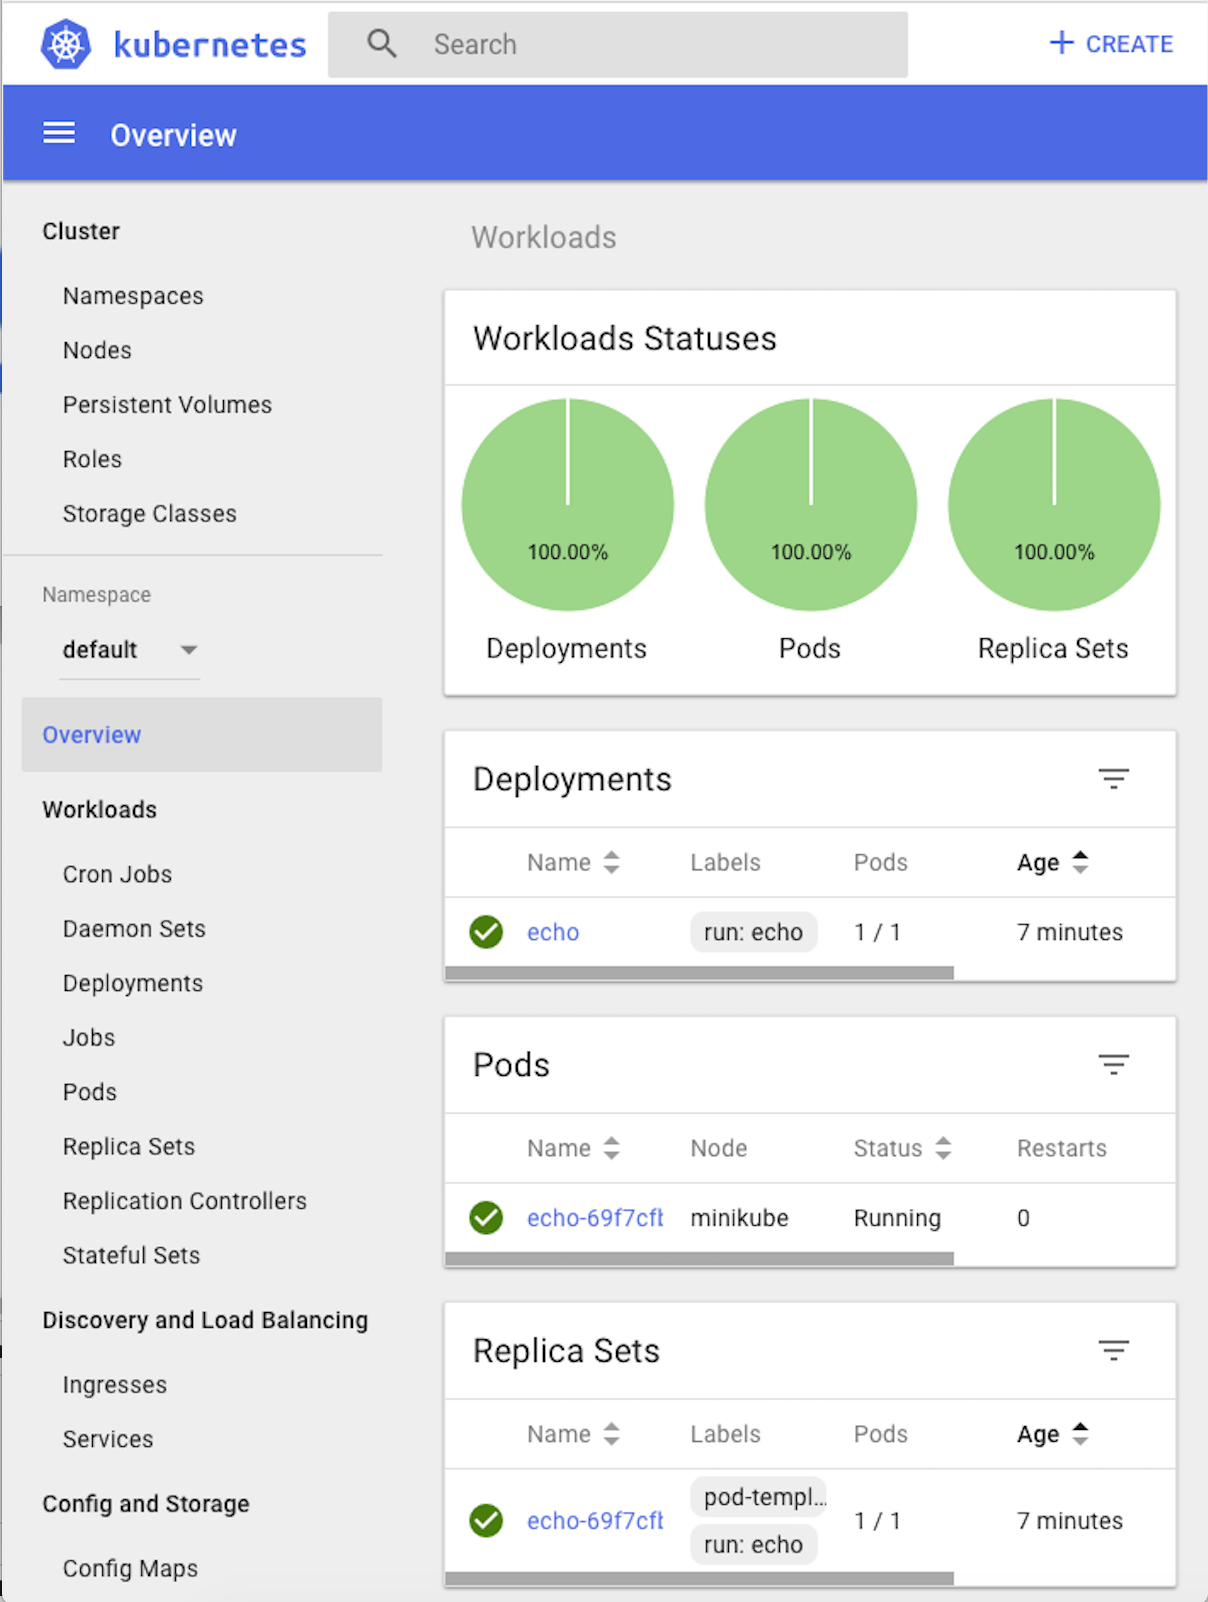 kubernetes
Search
+ CREATE
Overview
Cluster
Namespaces
Nodes
Persistent Volumes
Roles
Storage Classes
Namespace
default
Overview
Workloads
Cron Jobs
Daemon Sets
Deployments
Jobs
Pods
Replica Sets
Replication Controllers
Stateful Sets
Discovery and Load Balancing
Ingresses
Services
Config and Storage
Config Maps
Workloads
Workloads Statuses
100.00% 100.00% 100.00%
Deployments Pods Replica Sets
Deployments
Name Labels Pods Age
echo run: echo 1 / 1 7 minutes
Pods
Name Node Status Restarts
echo-69f7cfb minikube Running 0
Replica Sets
Name Labels Pods Age
echo-69f7cfb pod-templ... 1 / 1 7 minutes
run: echo